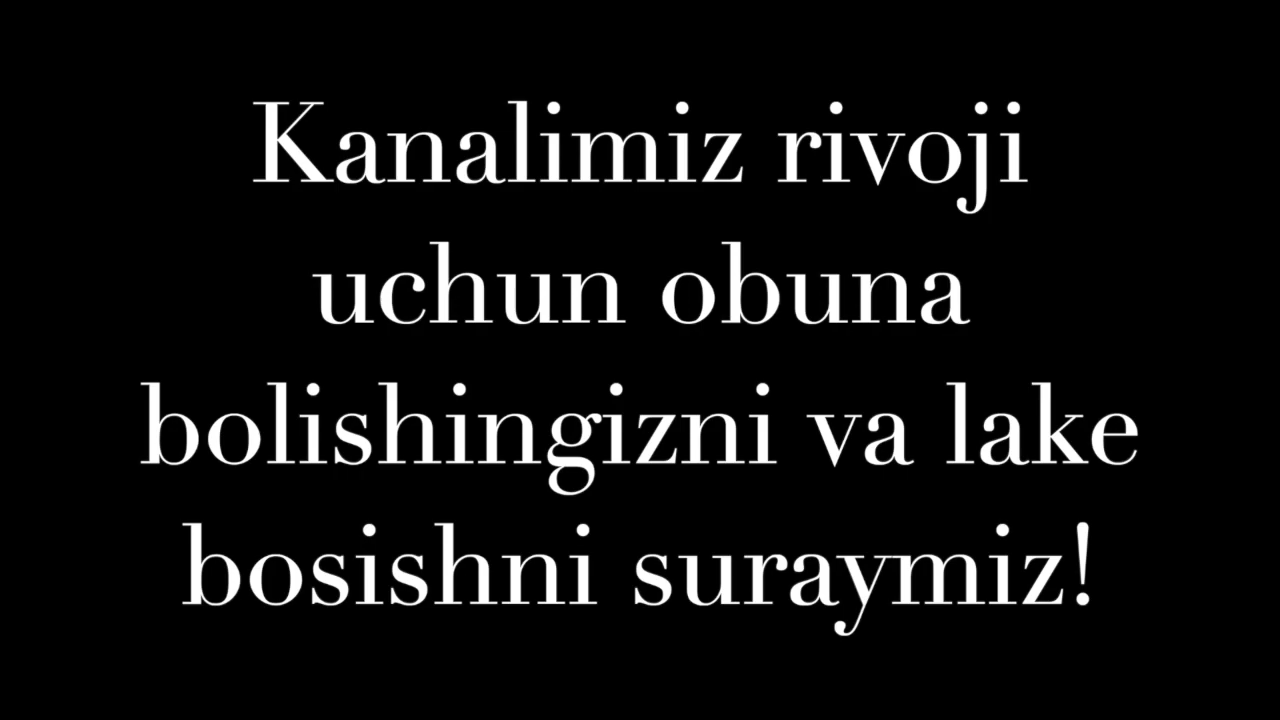 Kanalimiz rivoji
uchun obuna
bolishingizni va lake
bosishni suraymiz!